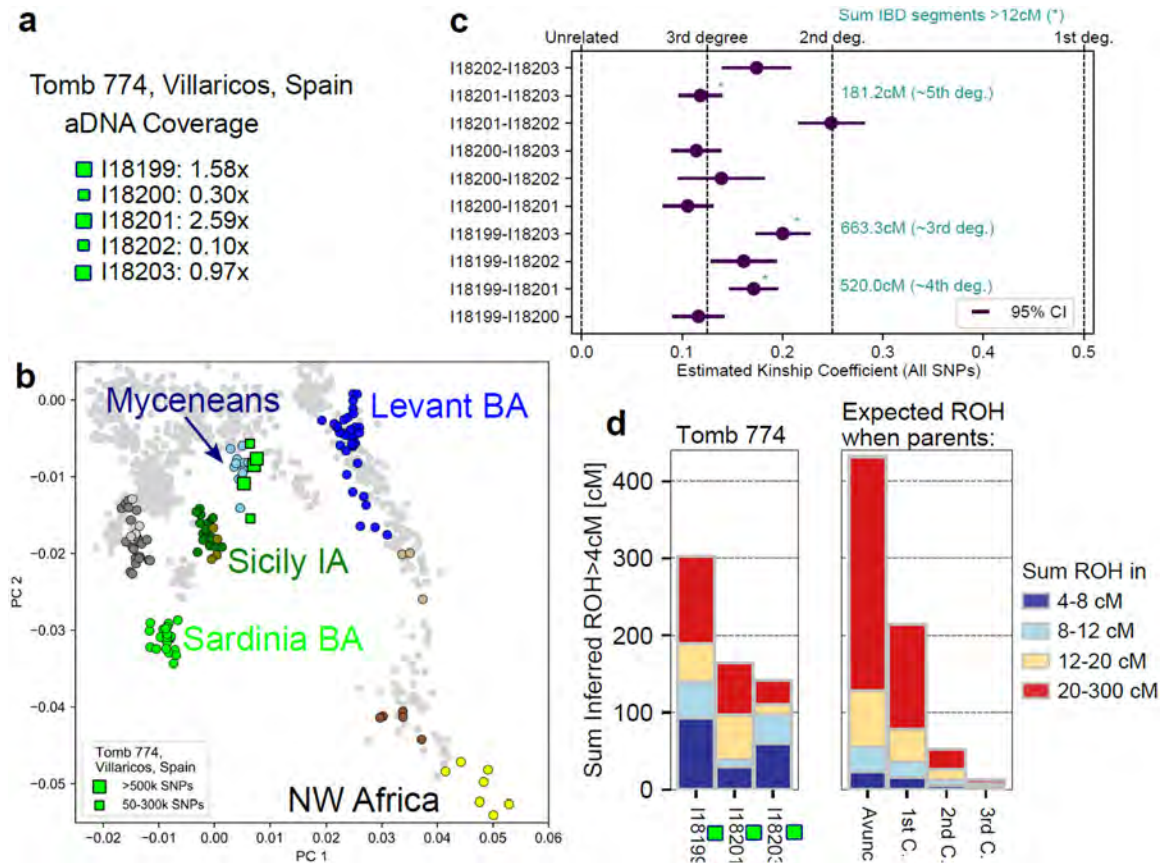 a
Tomb 774, Villaricos, Spain
aDNA Coverage
I18199: 1.58x
I18200: 0.30x
I18201: 2.59x
I18202: 0.10x
I18203: 0.97x
c
Sum IBD segments >12cM (*)
Unrelated 3rd degree 2nd deg. 1st deg.
I18202-I18203
I18201-I18203 * 181.2cM (~5th deg.)
I18201-I18202
I18200-I18203
I18200-I18202
I18200-I18201
I18199-I18203 * 663.3cM (~3rd deg.)
I18199-I18202
I18199-I18201 * 520.0cM (~4th deg.)
I18199-I18200
95% CI
0.0 0.1 0.2 0.3 0.4 0.5
Estimated Kinship Coefficient (All SNPs)
b
0.00
−0.01
−0.02
−0.03
−0.04
−0.05
PC 2
Myceneans
Levant BA
Sicily IA
Sardinia BA
NW Africa
Tomb 774,
Villaricos, Spain
>500k SNPs
50-300k SNPs
−0.02 −0.01 0.00 0.01 0.02 0.03 0.04 0.05 0.06
PC 1
d
Tomb 774
Expected ROH
when parents:
Sum Inferred ROH>4cM [cM]
400
300
200
100
0
I18199
I18201
I18203
Avunc.
1st C.
2nd C.
3rd C.
Sum ROH in
4-8 cM
8-12 cM
12-20 cM
20-300 cM